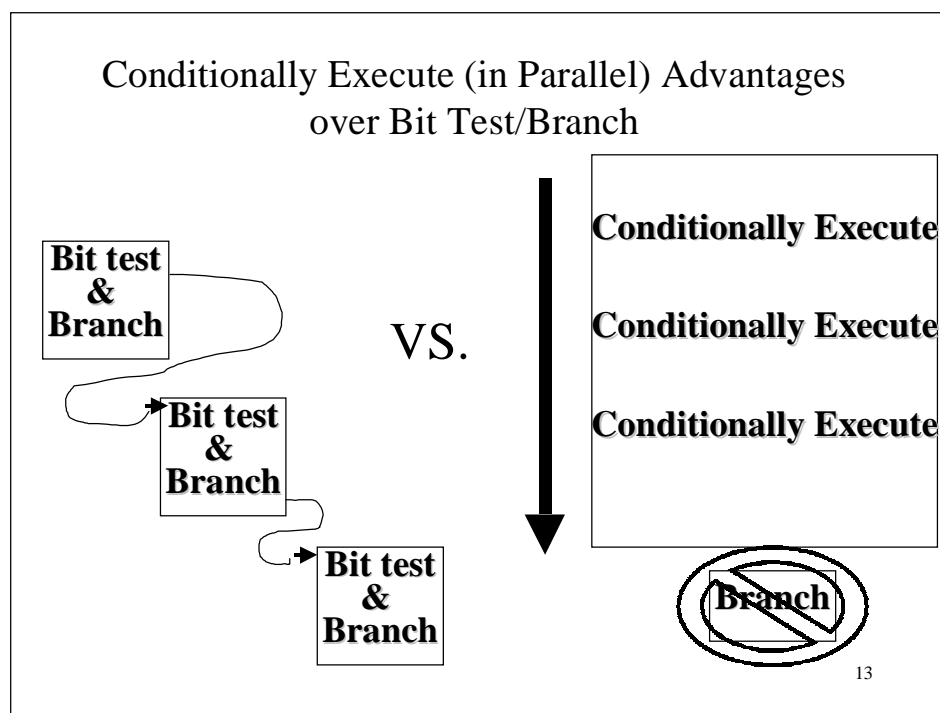 Conditionally Execute (in Parallel) Advantages
over Bit Test/Branch
Bit test
&
Branch
Bit test
&
Branch
Bit test
&
Branch
VS.
Conditionally Execute
Conditionally Execute
Conditionally Execute
Branch
13